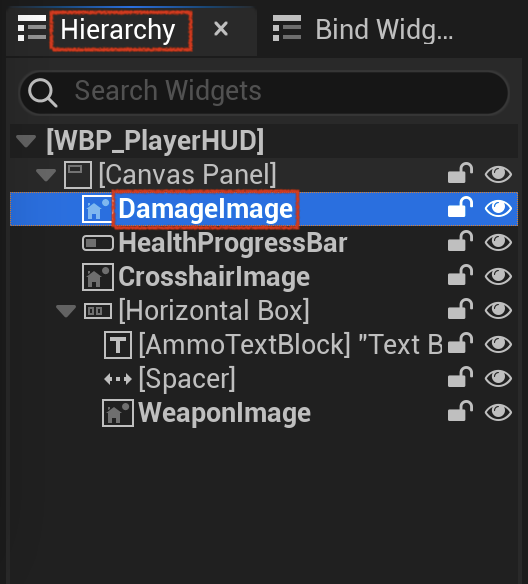 Hierarchy × Bind Widg...
Search Widgets
[WBP_PlayerHUD]
[Canvas Panel]
DamageImage
HealthProgressBar
CrosshairImage
[Horizontal Box]
T [AmmoTextBlock] "Text B
[Spacer]
WeaponImage